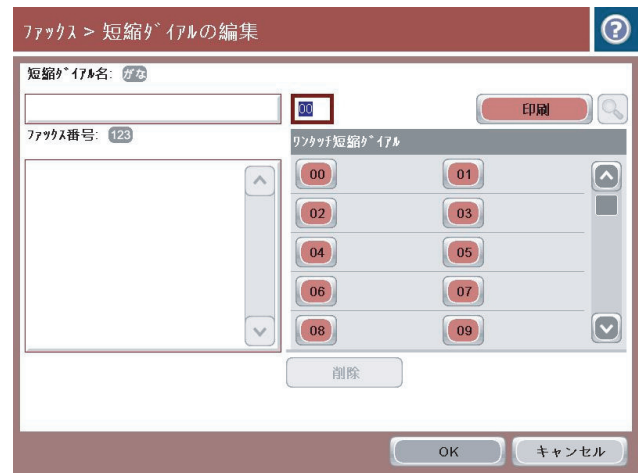 ﾌｧｯｸｽ > 短縮ﾀﾞｲｱﾙの編集
?
短縮ﾀﾞｲｱﾙ名: がな
00
印刷
ﾌｧｯｸｽ番号: 123
ﾜﾝﾀｯﾁ短縮ﾀﾞｲｱﾙ
00 01
02 03
04 05
06 07
08 09
削除
OK キャンセル